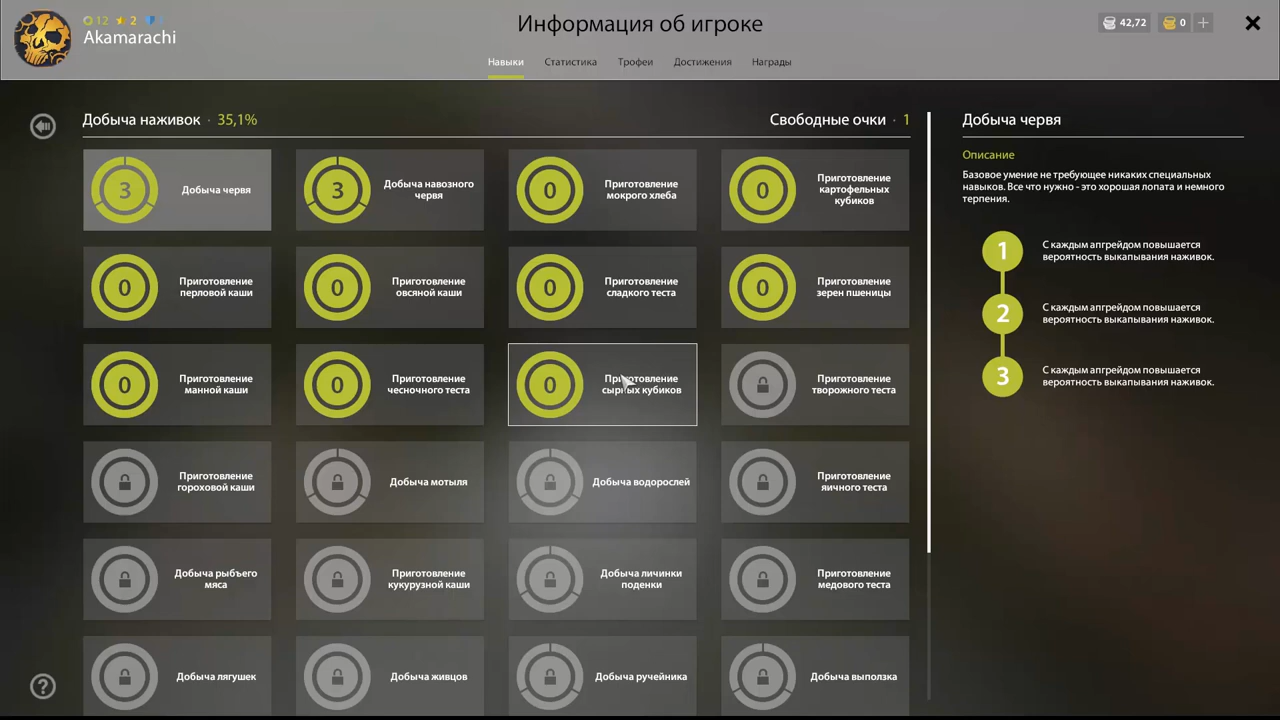 12 2
Akamarachi
Информация об игроке
42,72
0
Навыки
Статистика
Трофеи
Достижения
Награды
Добыча наживок · 35,1%
Свободные очки · 1
3
Добыча червя
3
Добыча навозного
червя
0
Приготовление
мокрого хлеба
0
Приготовление
картофельных
кубиков
0
Приготовление
перловой каши
0
Приготовление
овсяной каши
0
Приготовление
сладкого теста
0
Приготовление
зерен пшеницы
0
Приготовление
манной каши
0
Приготовление
чесночного теста
0
Приготовление
сырных кубиков
Приготовление
творожного теста
Приготовление
гороховой каши
Добыча мотыля
Добыча водорослей
Приготовление
яичного теста
Добыча рыбъего
мяса
Приготовление
кукурузной каши
Добыча личинки
поденки
Приготовление
медового теста
Добыча лягушек
Добыча живцов
Добыча ручейника
Добыча выползка
Добыча червя
Описание
Базовое умение не требующее никаких специальных
навыков. Все что нужно - это хорошая лопата и немного
терпения.
1
С каждым апгрейдом повышается
вероятность выкапывания наживок.
2
С каждым апгрейдом повышается
вероятность выкапывания наживок.
3
С каждым апгрейдом повышается
вероятность выкапывания наживок.
?